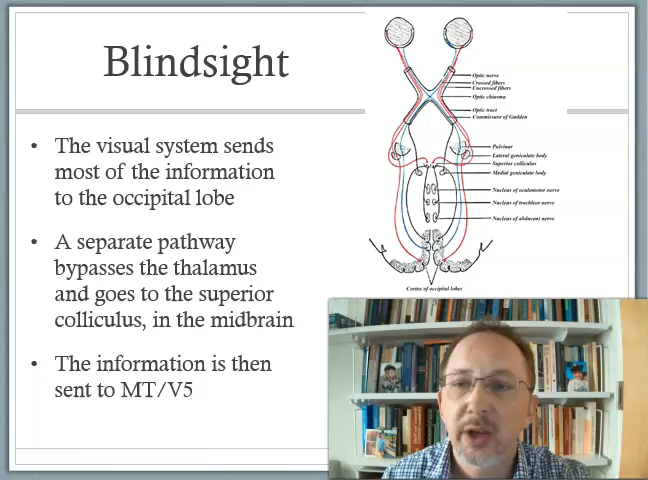 Blindsight
• The visual system sends
most of the information
to the occipital lobe
• A separate pathway
bypasses the thalamus
and goes to the superior
colliculus, in the midbrain
• The information is then
sent to MT/V5
Optic nerve
Crossed fibers
Uncrossed fibers
Optic chiasma
Optic tract
Commissure of Gudden
Pulvinar
Lateral geniculate body
Superior colliculus
Medial geniculate body
Nucleus of oculomotor nerve
Nucleus of trochlear nerve
Nucleus of abducent nerve
Cortex of occipital lobes